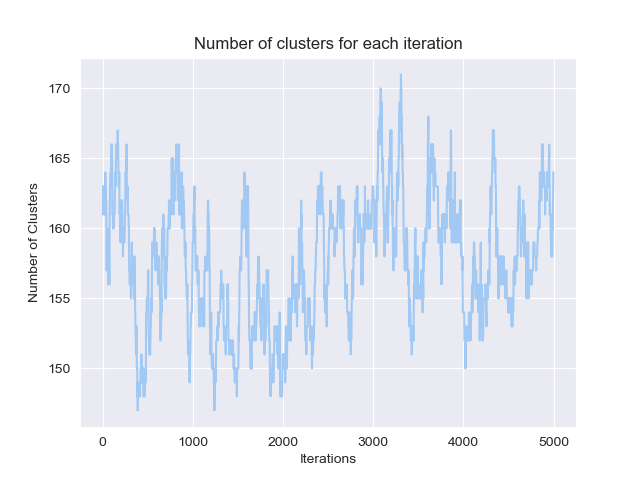 Number of clusters for each iteration
Number of Clusters
170
165
160
155
150
0 1000 2000 3000 4000 5000
Iterations